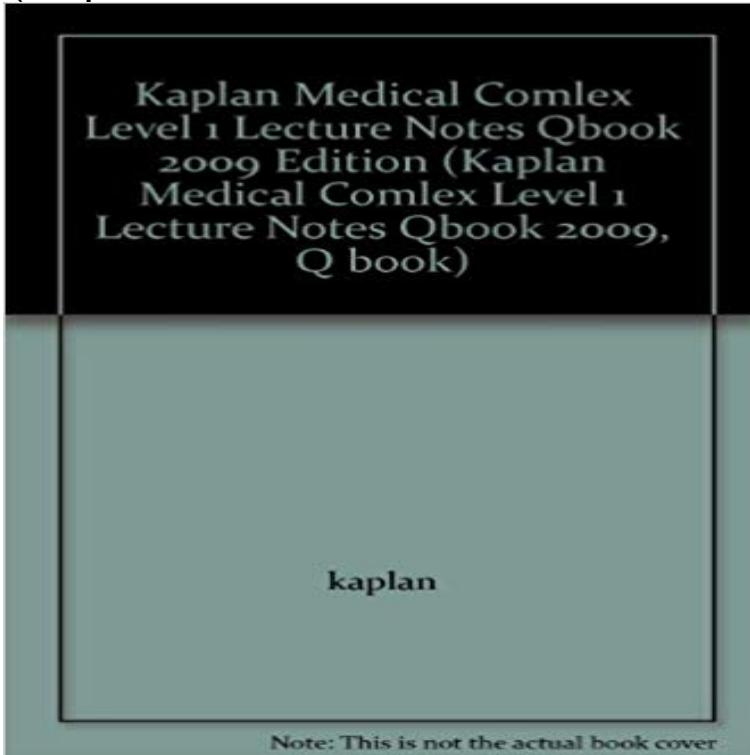 Kaplan Medical Comlex
Level 1 Lecture Notes Qbook
2009 Edition (Kaplan
Medical Comlex Level 1
Lecture Notes Qbook 2009,
Q book)
kaplan
Note: This is not the actual book cover